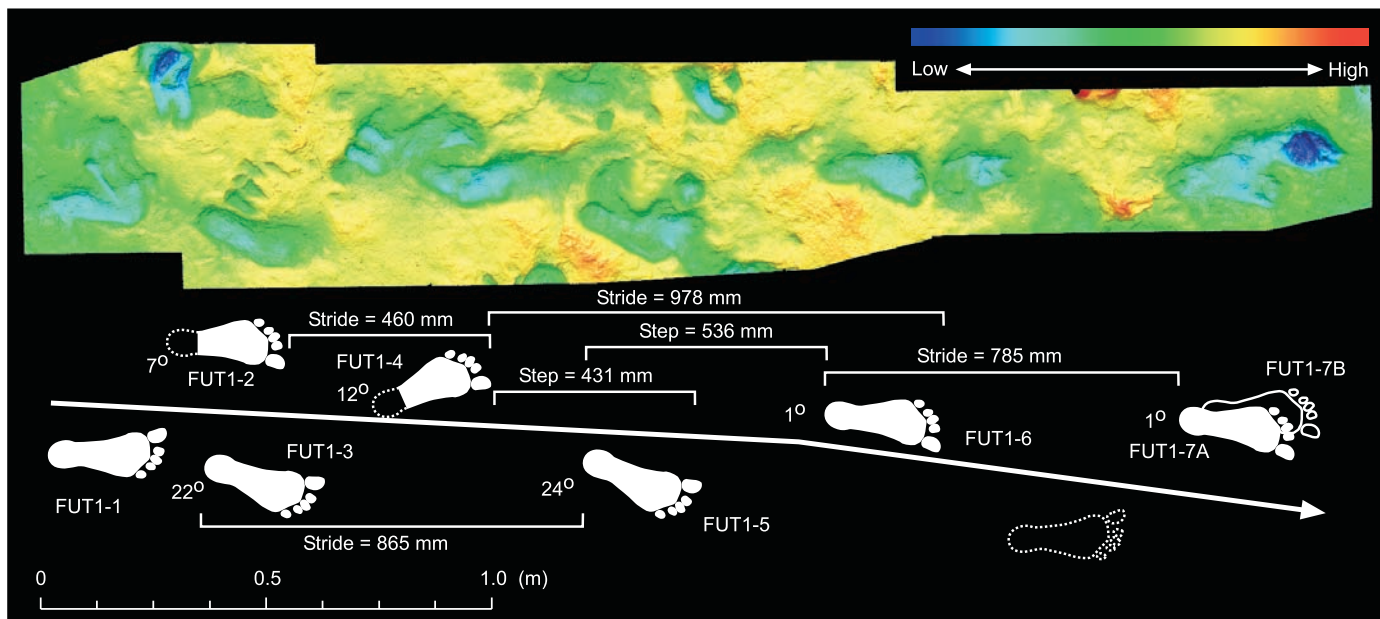 Low High
Stride = 978 mm
Stride = 460 mm
Step = 536 mm
7o
FUT1-2
FUT1-4
Stride = 785 mm
FUT1-7B
12o
Step = 431 mm
1o
1o
FUT1-6
FUT1-7A
FUT1-3
22o
24o
FUT1-1
FUT1-5
Stride = 865 mm
0 0.5 1.0 (m)